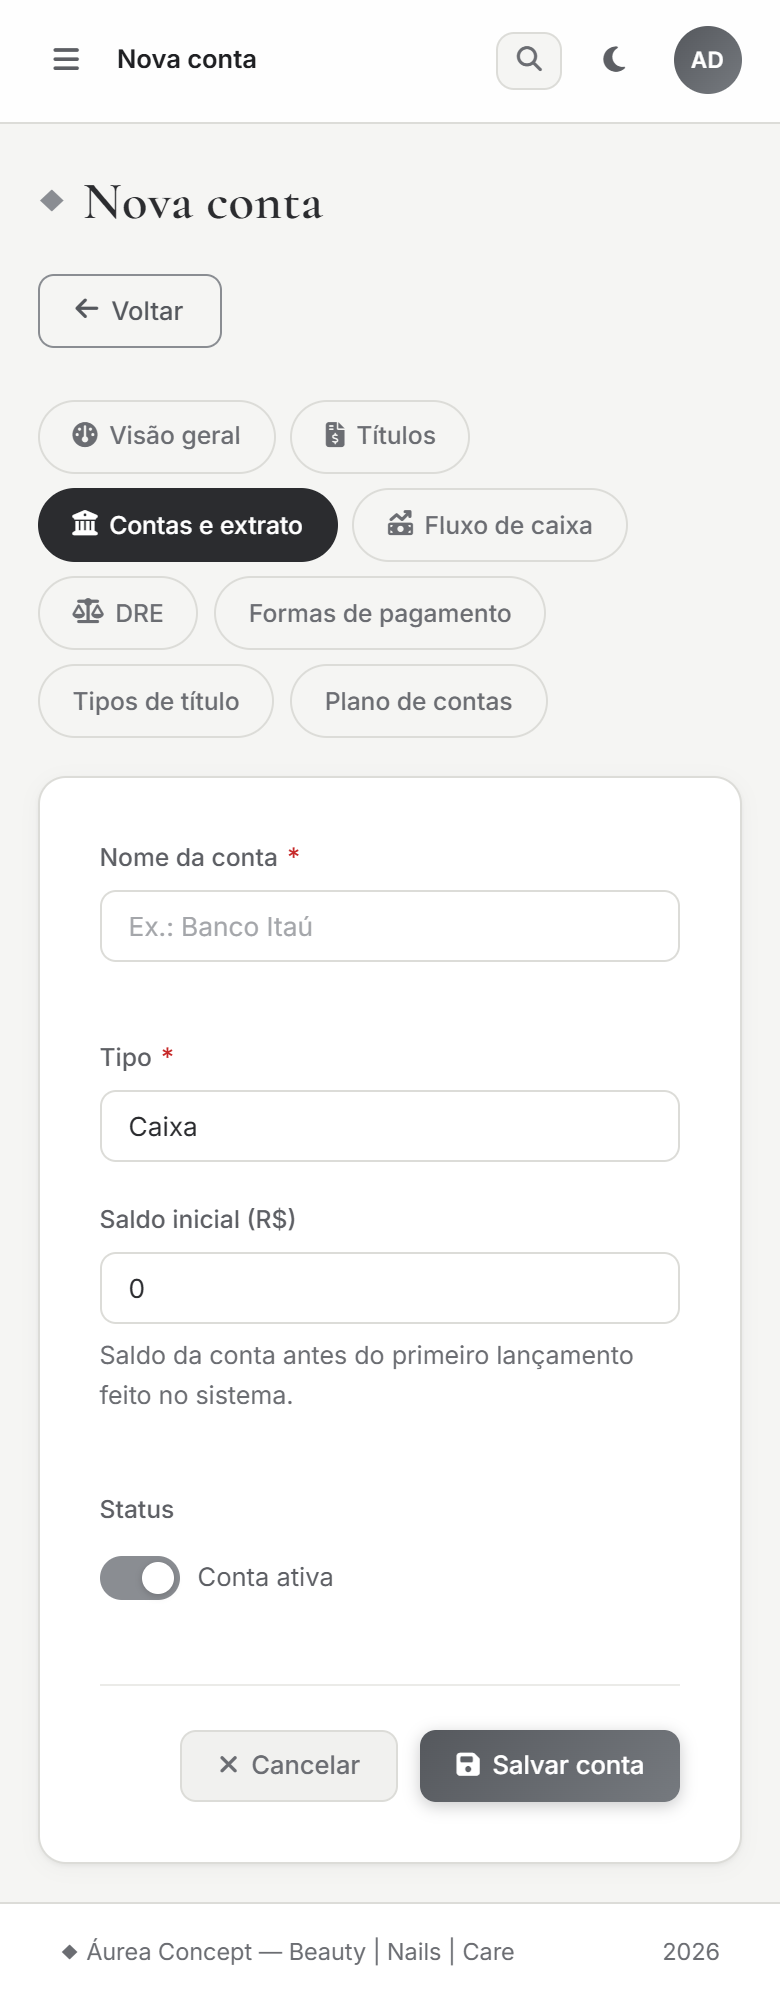 Nova conta
AD
Nova conta
Voltar
Visão geral
Títulos
Contas e extrato
Fluxo de caixa
DRE
Formas de pagamento
Tipos de título
Plano de contas
Nome da conta *
Ex.: Banco Itaú
Tipo *
Caixa
Saldo inicial (R$)
0
Saldo da conta antes do primeiro lançamento
feito no sistema.
Status
Conta ativa
Cancelar
Salvar conta
Áurea Concept — Beauty | Nails | Care
2026